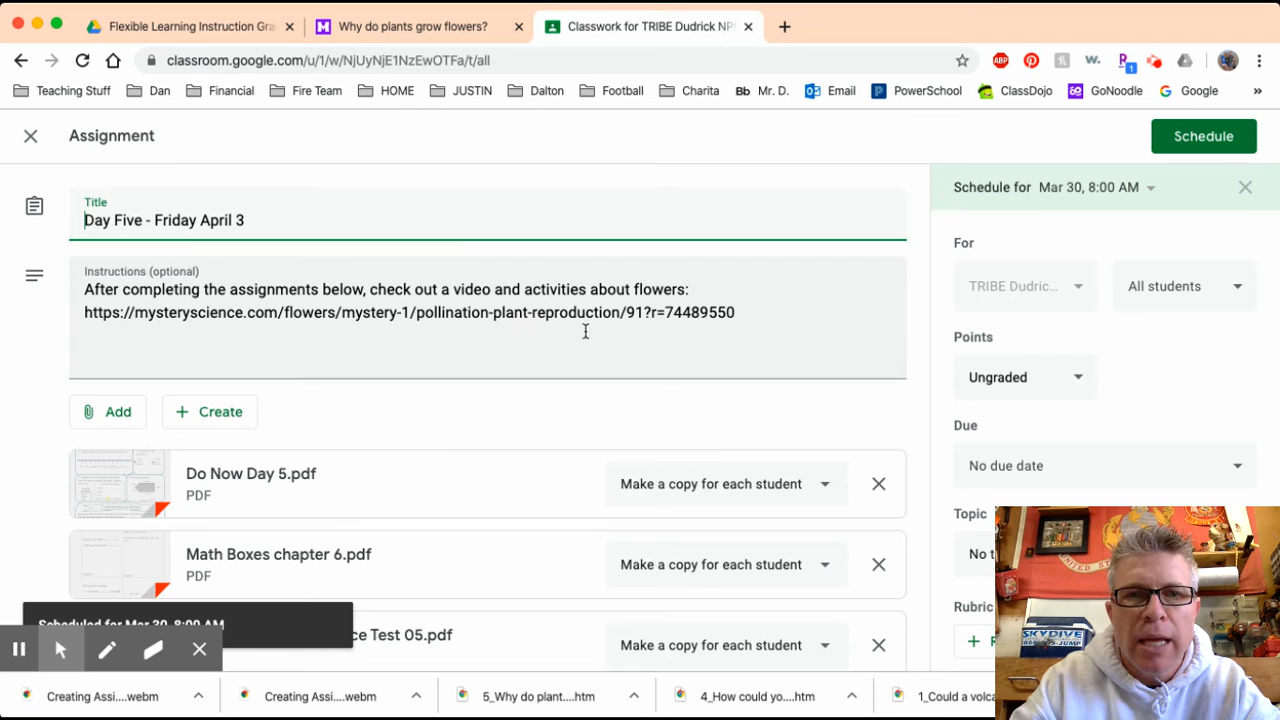 Flexible Learning Instruction Gra
Why do plants grow flowers?
Classwork for TRIBE Dudrick NP
classroom.google.com/u/1/w/NjUyNjE1NzEwOTFa/t/all
ABP
1
Teaching Stuff
Dan
Financial
Fire Team
HOME
JUSTIN
Dalton
Football
Charita
Bb Mr. D.
Email
PowerSchool
ClassDojo
GoNoodle
Google
»
Assignment
Schedule
Schedule for Mar 30, 8:00 AM
Title
Day Five - Friday April 3
Instructions (optional)
After completing the assignments below, check out a video and activities about flowers:
https://mysteryscience.com/flowers/mystery-1/pollination-plant-reproduction/91?r=74489550
Add
Create
For
TRIBE Dudric...
All students
Points
Ungraded
Due
No due date
Topic
No t
Rubric
Do Now Day 5.pdf
PDF
Make a copy for each student
Math Boxes chapter 6.pdf
PDF
Make a copy for each student
ce Test 05.pdf
Make a copy for each student
Scheduled for Mar 30, 8:00 AM
SKYDIVE
Creating Assi....webm
Creating Assi....webm
5_Why do plant....htm
4_How could yo....htm
1_Could a volca